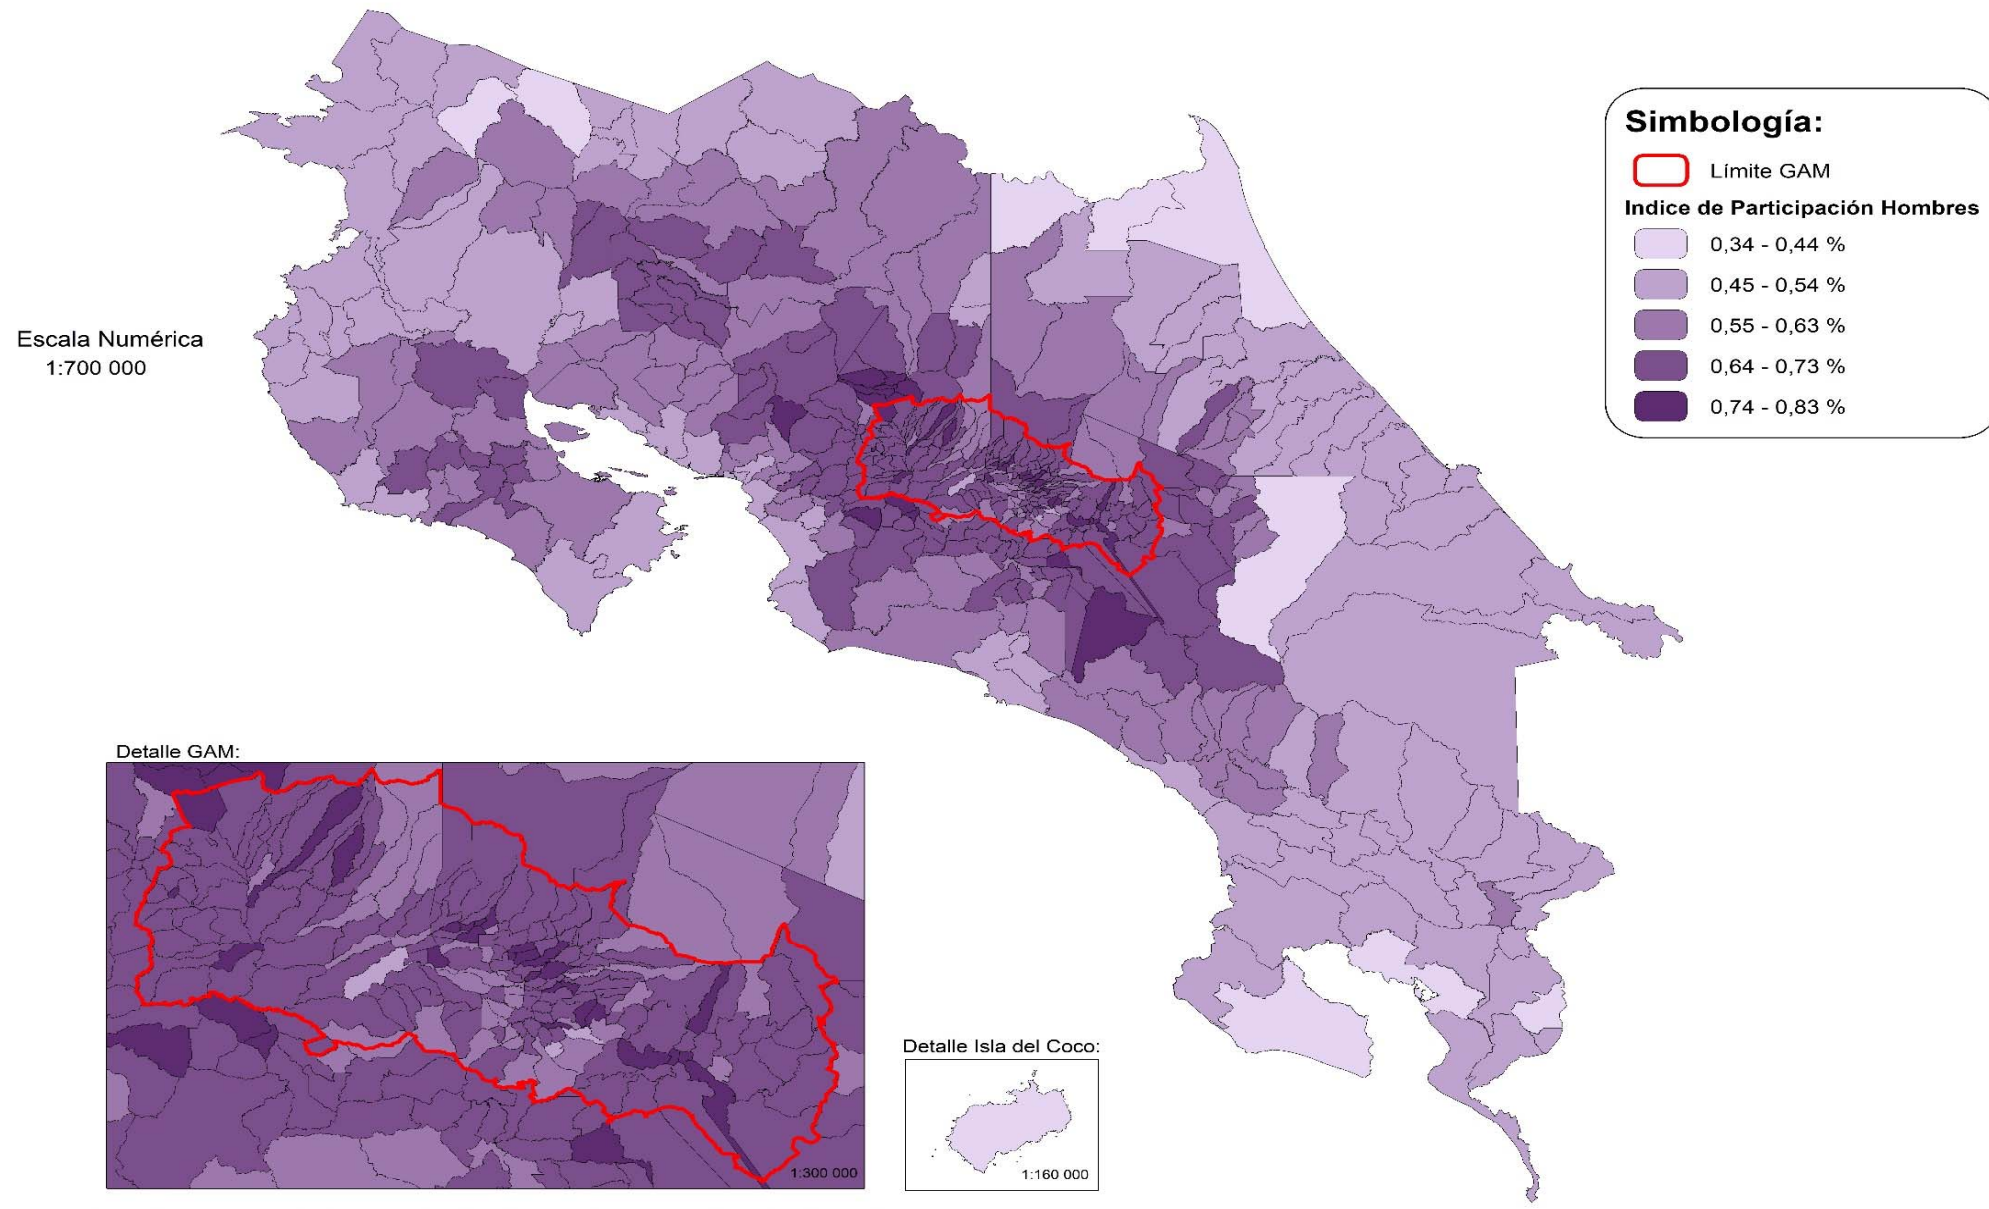 Simbología:
Límite GAM
Indice de Participación Hombres
0,34 - 0,44 %
0,45 - 0,54 %
0,55 - 0,63 %
0,64 - 0,73 %
0,74 - 0,83 %
Escala Numérica
1:700 000
Detalle GAM:
1:300 000
Detalle Isla del Coco:
1:160 000